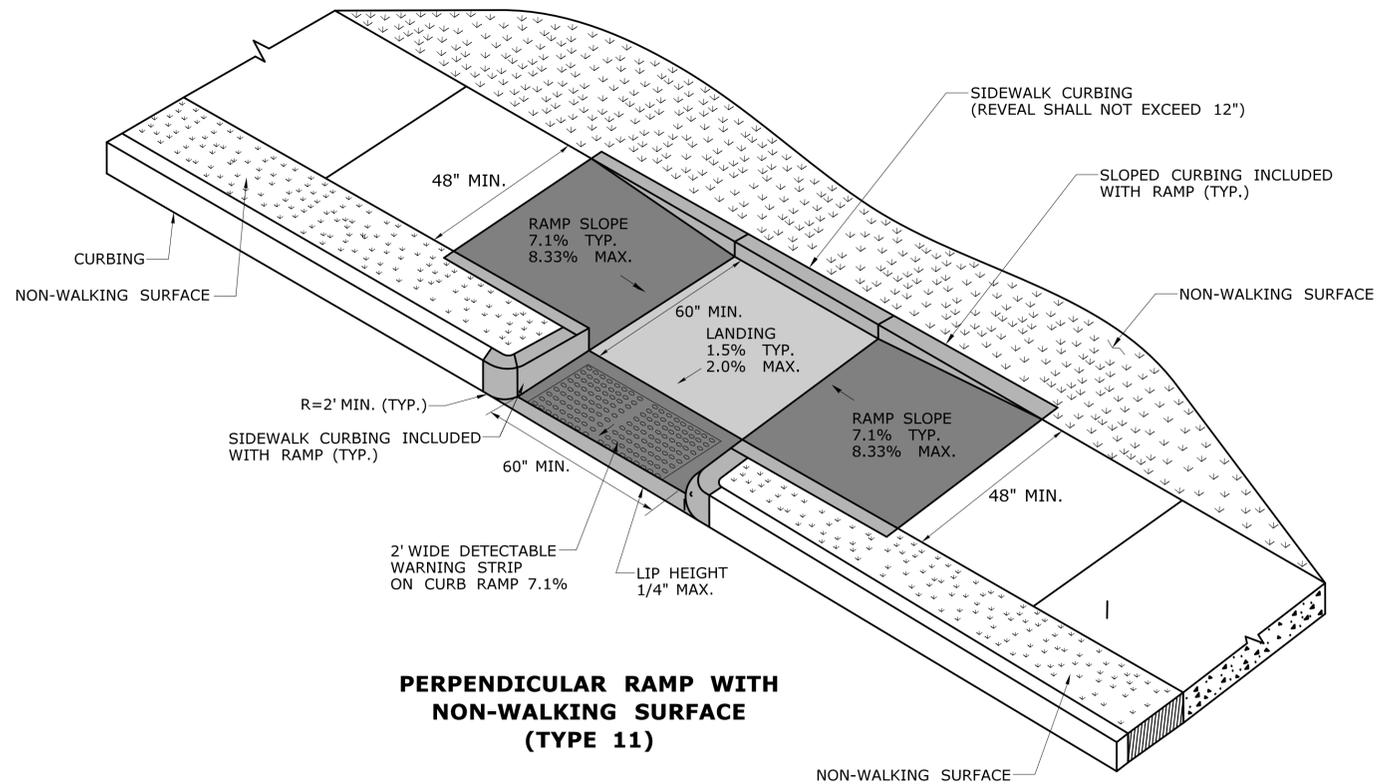 SIDEWALK CURBING
(REVEAL SHALL NOT EXCEED 12")
SLOPED CURBING INCLUDED
WITH RAMP (TYP.)
48" MIN.
RAMP SLOPE
7.1% TYP.
8.33% MAX.
CURBING
NON-WALKING SURFACE
NON-WALKING SURFACE
60" MIN.
LANDING
1.5% TYP.
2.0% MAX.
R=2' MIN. (TYP.)
SIDEWALK CURBING INCLUDED
WITH RAMP (TYP.)
RAMP SLOPE
7.1% TYP.
8.33% MAX.
60" MIN.
48" MIN.
2' WIDE DETECTABLE
WARNING STRIP
ON CURB RAMP 7.1%
LIP HEIGHT
1/4" MAX.
PERPENDICULAR RAMP WITH
NON-WALKING SURFACE
(TYPE 11)
NON-WALKING SURFACE